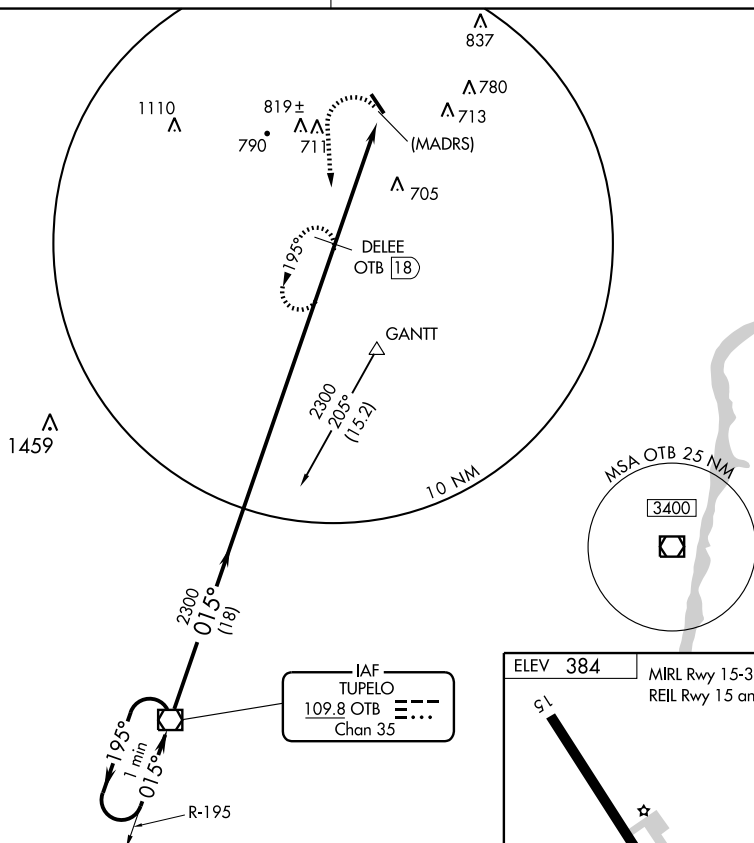 837
780
713
1110
819±
790
711
(MADRS)
705
DELEE
OTB 18
195°
GANTT
2300
205°
(15.2)
1459
10 NM
MSA OTB 25 NM
3400
2300
015°
(18)
IAF
TUPELO
109.8 OTB
Chan 35
195°
1 min
015°
R-195
ELEV 384
MIRL Rwy 15-3
REIL Rwy 15 an
15